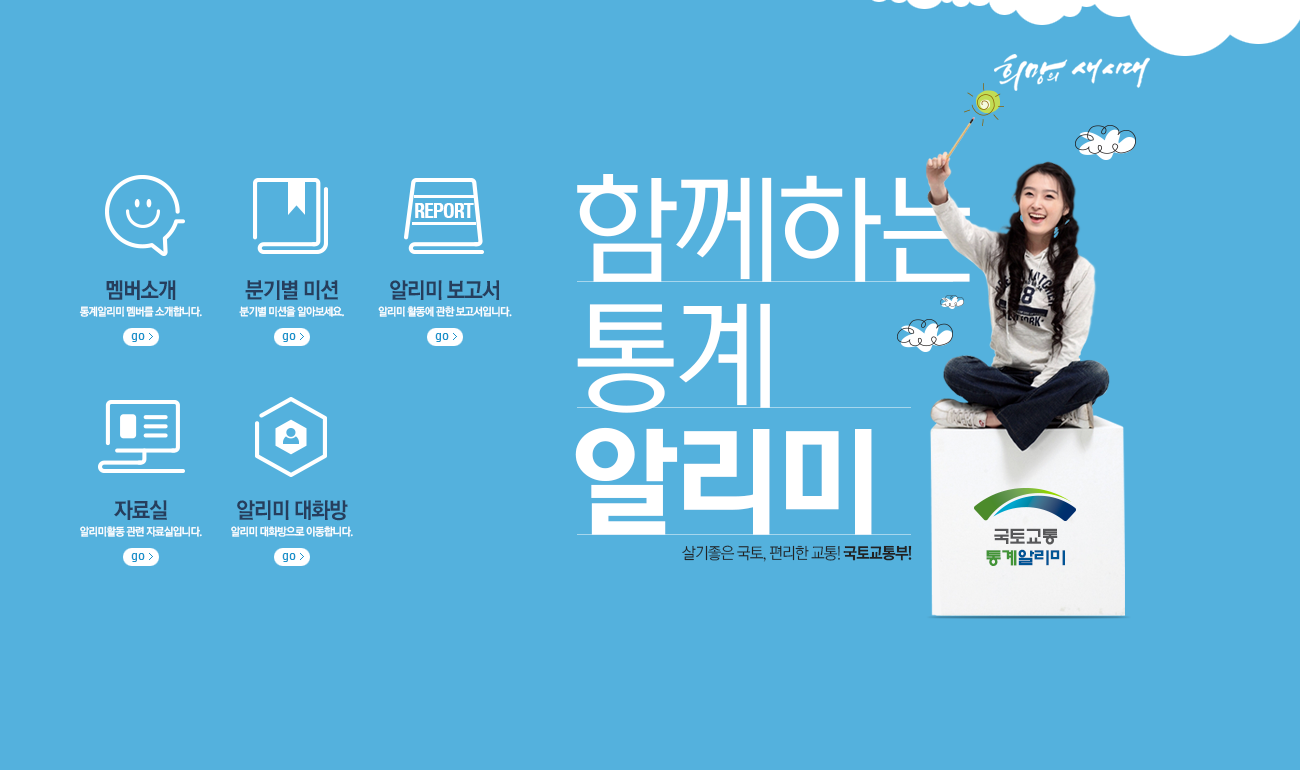 희망의 새 시대
함께하는
통계
알리미
살기좋은 국토, 편리한 교통! 국토교통부!
멤버소개
통계알리미 멤버를 소개합니다.
go
분기별 미션
분기별 미션을 알아보세요.
go
REPORT
알리미 보고서
알리미 활동에 관한 보고서입니다.
go
자료실
알리미활동 관련 자료실입니다.
go
알리미 대화방
알리미 대화방으로 이동합니다.
go
8
국토교통
통계알리미